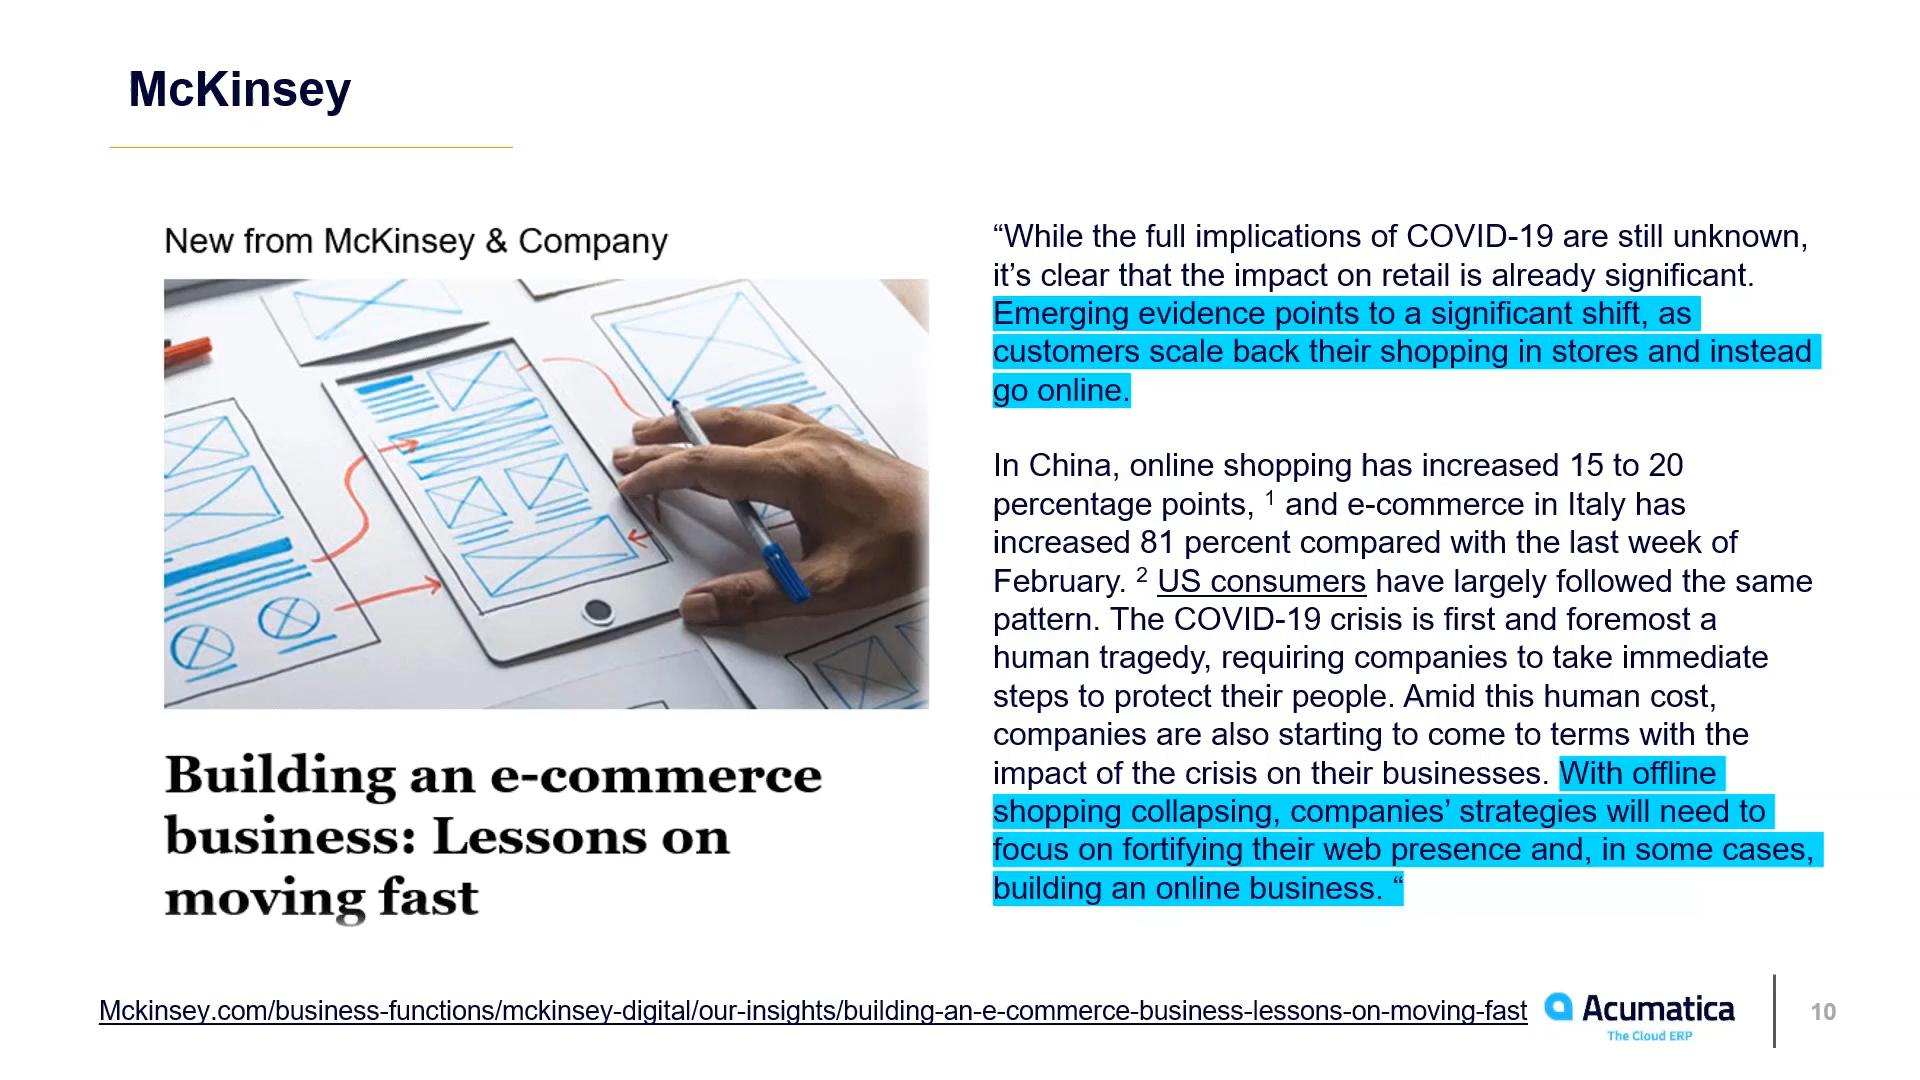 McKinsey
New from McKinsey & Company
Building an e-commerce
business: Lessons on
moving fast
“While the full implications of COVID-19 are still unknown,
it’s clear that the impact on retail is already significant.
Emerging evidence points to a significant shift, as
customers scale back their shopping in stores and instead
go online.
In China, online shopping has increased 15 to 20
percentage points, 1 and e-commerce in Italy has
increased 81 percent compared with the last week of
February. 2 US consumers have largely followed the same
pattern. The COVID-19 crisis is first and foremost a
human tragedy, requiring companies to take immediate
steps to protect their people. Amid this human cost,
companies are also starting to come to terms with the
impact of the crisis on their businesses. With offline
shopping collapsing, companies’ strategies will need to
focus on fortifying their web presence and, in some cases,
building an online business. “
Mckinsey.com/business-functions/mckinsey-digital/our-insights/building-an-e-commerce-business-lessons-on-moving-fast
Acumatica
The Cloud ERP
10